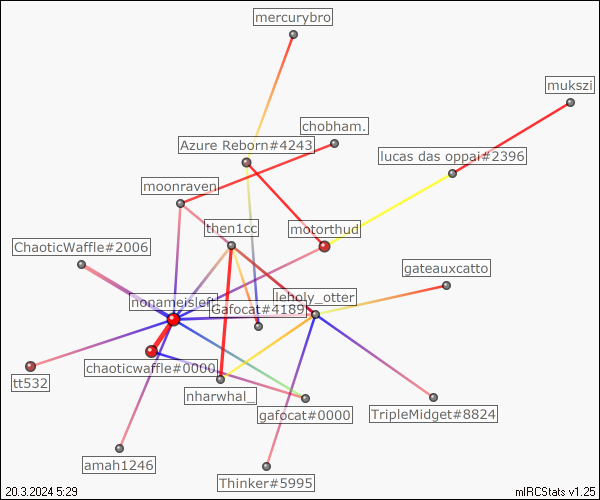 mercurybro
mukszi
chobham.
Azure Reborn#4243
lucas das oppai#2396
moonraven
then1cc
motorthud
ChaoticWaffle#2006
gateauxcatto
leholy_otter
nonameisleft
Gafocat#4189
chaoticwaffle#0000
tt532
nharwhal_
gafocat#0000
TripleMidget#8824
amah1246
Thinker#5995
20.3.2024 5:29
mIRCStats v1.25